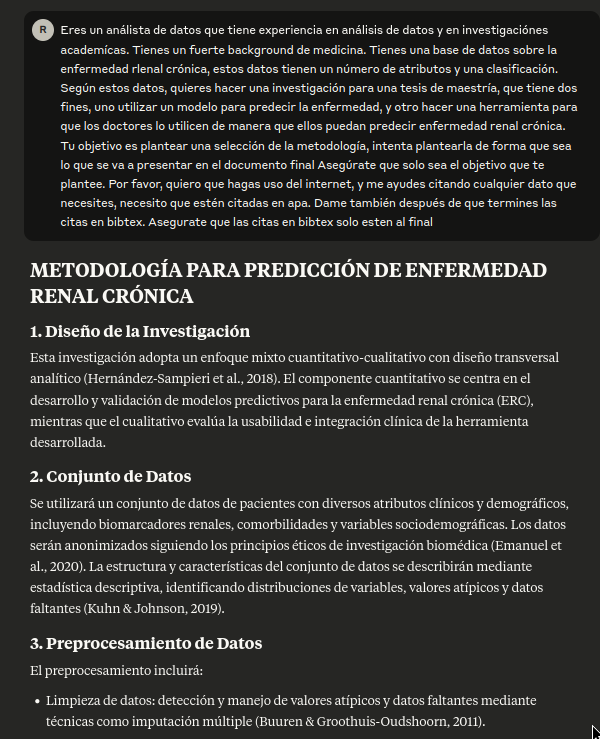 R
Eres un análista de datos que tiene experiencia en análisis de datos y en investigaciónes
academícas. Tienes un fuerte background de medicina. Tienes una base de datos sobre la
enfermedad rlenal crónica, estos datos tienen un número de atributos y una clasificación.
Según estos datos, quieres hacer una investigación para una tesis de maestría, que tiene dos
fines, uno utilizar un modelo para predecir la enfermedad, y otro hacer una herramienta para
que los doctores lo utilicen de manera que ellos puedan predecir enfermedad renal crónica.
Tu objetivo es plantear una selección de la metodología, intenta plantearla de forma que sea
lo que se va a presentar en el documento final Asegúrate que solo sea el objetivo que te
plantee. Por favor, quiero que hagas uso del internet, y me ayudes citando cualquier dato que
necesites, necesito que estén citadas en apa. Dame también después de que termines las
citas en bibtex. Asegurate que las citas en bibtex solo esten al final
METODOLOGÍA PARA PREDICCIÓN DE ENFERMEDAD
RENAL CRÓNICA
1. Diseño de la Investigación
Esta investigación adopta un enfoque mixto cuantitativo-cualitativo con diseño transversal
analítico (Hernández-Sampieri et al., 2018). El componente cuantitativo se centra en el
desarrollo y validación de modelos predictivos para la enfermedad renal crónica (ERC),
mientras que el cualitativo evalúa la usabilidad e integración clínica de la herramienta
desarrollada.
2. Conjunto de Datos
Se utilizará un conjunto de datos de pacientes con diversos atributos clínicos y demográficos,
incluyendo biomarcadores renales, comorbilidades y variables sociodemográficas. Los datos
serán anonimizados siguiendo los principios éticos de investigación biomédica (Emanuel et
al., 2020). La estructura y características del conjunto de datos se describirán mediante
estadística descriptiva, identificando distribuciones de variables, valores atípicos y datos
faltantes (Kuhn & Johnson, 2019).
3. Preprocesamiento de Datos
El preprocesamiento incluirá:
• Limpieza de datos: detección y manejo de valores atípicos y datos faltantes mediante
técnicas como imputación múltiple (Buuren & Groothuis-Oudshoorn, 2011).